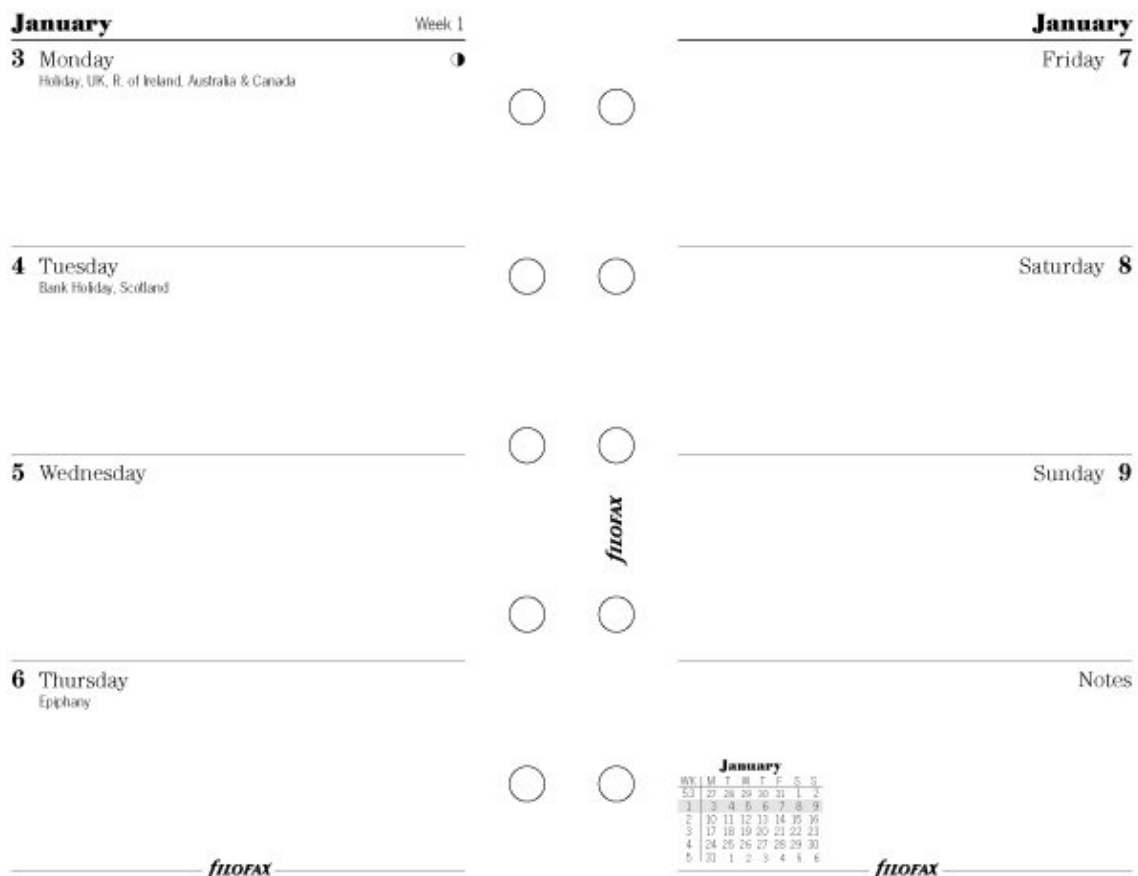 January Week 1
3 Monday
Holiday, UK, R. of Ireland, Australia & Canada
4 Tuesday
Bank Holiday, Scotland
5 Wednesday
6 Thursday
Epiphany
filofax
filofax
January
Friday 7
Saturday 8
Sunday 9
Notes
January
WK M T W T F S S
53 27 28 29 30 31 1 2
1 3 4 5 6 7 8 9
2 10 11 12 13 14 15 16
3 17 18 19 20 21 22 23
4 24 25 26 27 28 29 30
5 31 1 2 3 4 5 6
filofax